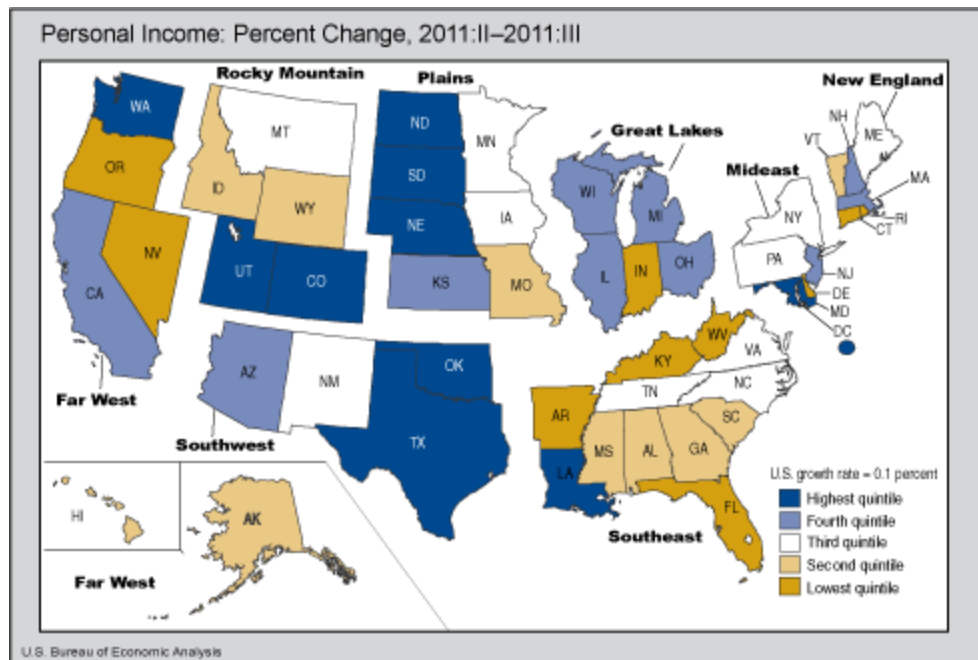 Personal Income: Percent Change, 2011:II–2011:III
Rocky Mountain
Plains
New England
Great Lakes
Mideast
WA
MT
ND
MN
OR
ID
SD
WI
MI
NH
VT
ME
MA
NY
RI
CT
WY
IA
NE
PA
NV
UT
CO
KS
MO
IL
IN
OH
NJ
DE
MD
DC
CA
WV
VA
KY
AZ
NM
OK
TN
NC
Far West
AR
SC
Southwest
TX
LA
MS
AL
GA
FL
Southeast
HI
AK
Far West
U.S. growth rate = 0.1 percent
Highest quintile
Fourth quintile
Third quintile
Second quintile
Lowest quintile
U.S. Bureau of Economic Analysis